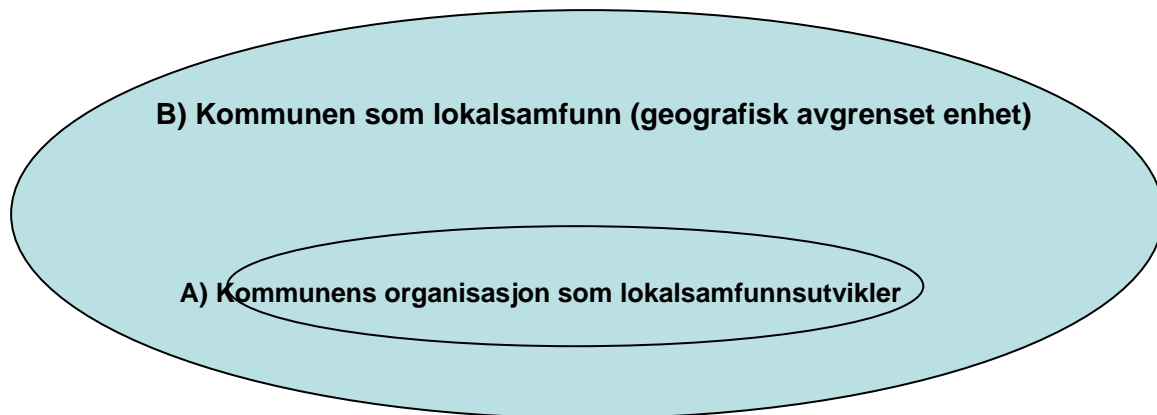 B) Kommunen som lokalsamfunn (geografisk avgrenset enhet)
A) Kommunens organisasjon som lokalsamfunnsutvikler